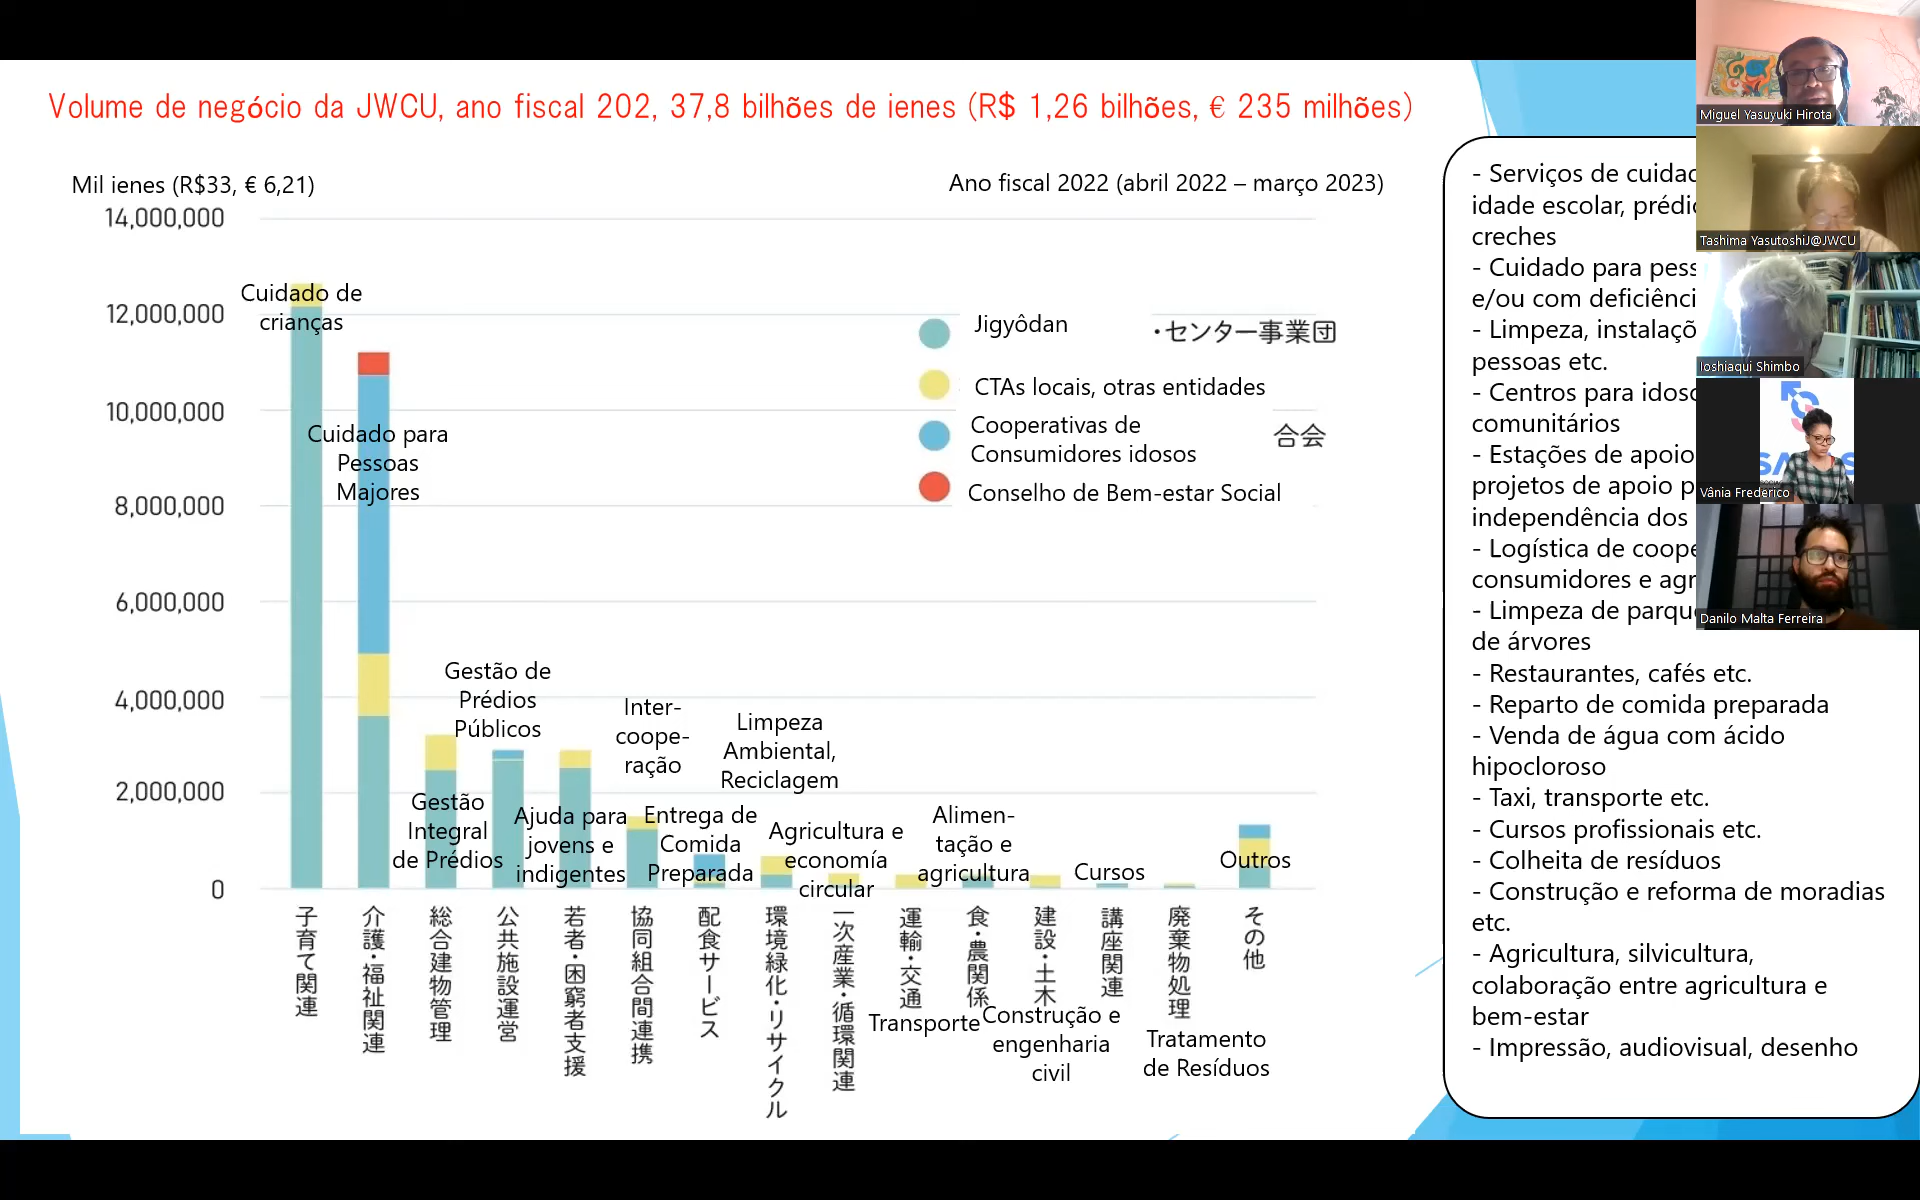 Volume de negócio da JWCU, ano fiscal 202, 37,8 bilhões de ienes (R$ 1,26 bilhões, € 235 milhões)
Mil ienes (R$33, € 6,21)
Ano fiscal 2022 (abril 2022 – março 2023)
14,000,000
12,000,000
10,000,000
8,000,000
6,000,000
4,000,000
2,000,000
0
Cuidado de
crianças
Cuidado para
Pessoas
Majores
Gestão
Integral
de Prédios
Gestão de
Prédios
Públicos
Ajuda para
jovens e
indigentes
Inter-
coope-
ração
Entrega de
Comida
Preparada
Limpeza
Ambiental,
Reciclagem
Agricultura e
economía
circular
Transporte
Alimen-
tação e
agricultura
Construção e
engenharia
civil
Cursos
Tratamento
de Resíduos
Outros
Jigyôdan
・センター事業団
CTAs locais, otras entidades
Cooperativas de
Consumidores idosos
合会
Conselho de Bem-estar Social
子育て関連
介護・福祉関連
総合建物管理
公共施設運営
若者・困窮者支援
協同組合間連携
配食サービス
環境緑化・リサイクル
一次産業・循環関連
運輸・交通
食・農関係
建設・土木
講座関連
廃棄物処理
その他
- Serviços de
idade escolar,
creches
- Cuidado para
e/ou com
- Limpeza,
pessoas etc.
- Centros para
comunitários
- Estações de apoio
projetos de apoio
independência dos
- Logística de
consumidores e
- Limpeza de
de árvores
- Restaurantes, cafés etc.
- Reparto de comida preparada
- Venda de água com ácido
hipocloroso
- Taxi, transporte etc.
- Cursos profissionais etc.
- Colheita de resíduos
- Construção e reforma de moradias
etc.
- Agricultura, silvicultura,
colaboração entre agricultura e
bem-estar
- Impressão, audiovisual, desenho
Miguel Yasuyuki Hirota
Tashima YasutoshiJ@JWCU
Ioshiaqui Shimbo
Vânia Frederico
Danilo Malta Ferreira